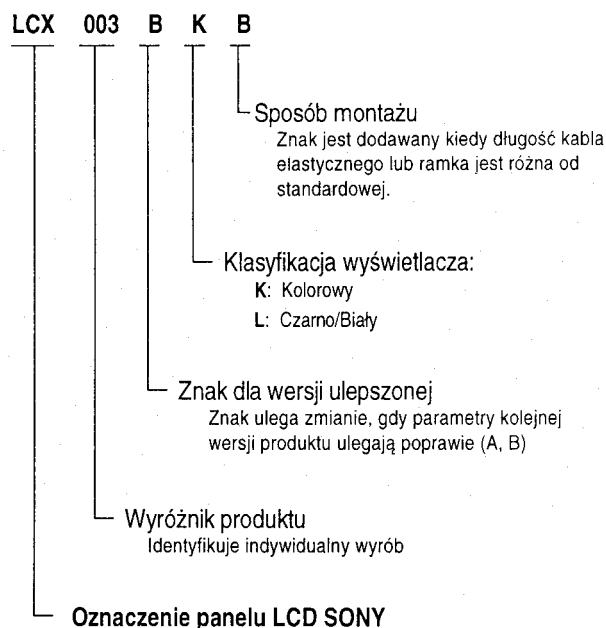 LCX 003 B K B
Sposób montażu
Znak jest dodawany kiedy długość kabla
elastycznego lub ramka jest różna od
standardowej.
Klasyfikacja wyświetlacza:
K: Kolorowy
L: Czarno/Biały
Znak dla wersji ulepszonej
Znak ulega zmianie, gdy parametry kolejnej
wersji produktu ulegają poprawie (A, B)
Wyróżnik produktu
Identyfikuje indywidualny wyrób
Oznaczenie panelu LCD SONY